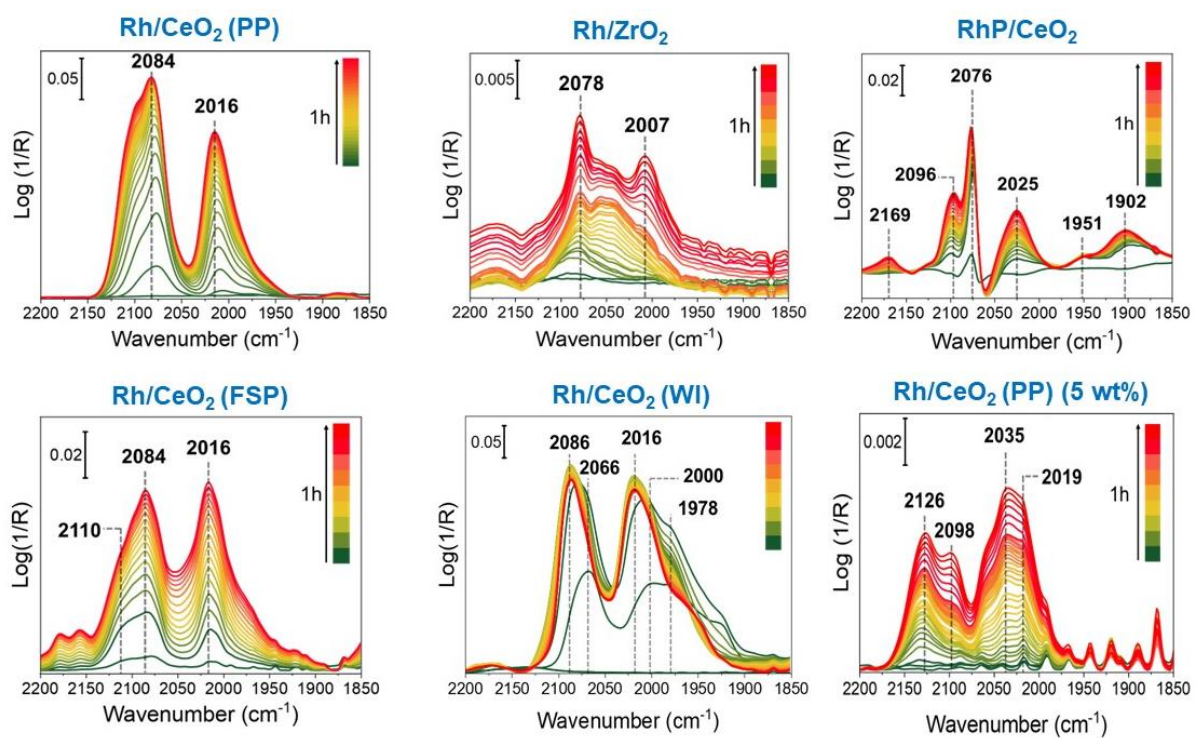 Rh/CeO2 (PP)
0.05
2084
2016
1h
Log (1/R)
2200 2150 2100 2050 2000 1950 1900 1850
Wavenumber (cm-1)
Rh/ZrO2
0.005
2078
2007
1h
Log (1/R)
2200 2150 2100 2050 2000 1950 1900 1850
Wavenumber (cm-1)
RhP/CeO2
0.02
2076
1h
2096
2025
2169
1951
1902
Log (1/R)
2200 2150 2100 2050 2000 1950 1900 1850
Wavenumber (cm-1)
Rh/CeO2 (FSP)
0.02
2084
2016
1h
2110
Log(1/R)
2200 2150 2100 2050 2000 1950 1900 1850
Wavenumber (cm-1)
Rh/CeO2 (WI)
0.05
2086
2016
2066
2000
1978
Log(1/R)
2200 2150 2100 2050 2000 1950 1900 1850
Wavenumber (cm-1)
Rh/CeO2 (PP) (5 wt%)
0.002
2035
2019
1h
2126
2098
Log (1/R)
2200 2150 2100 2050 2000 1950 1900 1850
Wavenumber (cm-1)